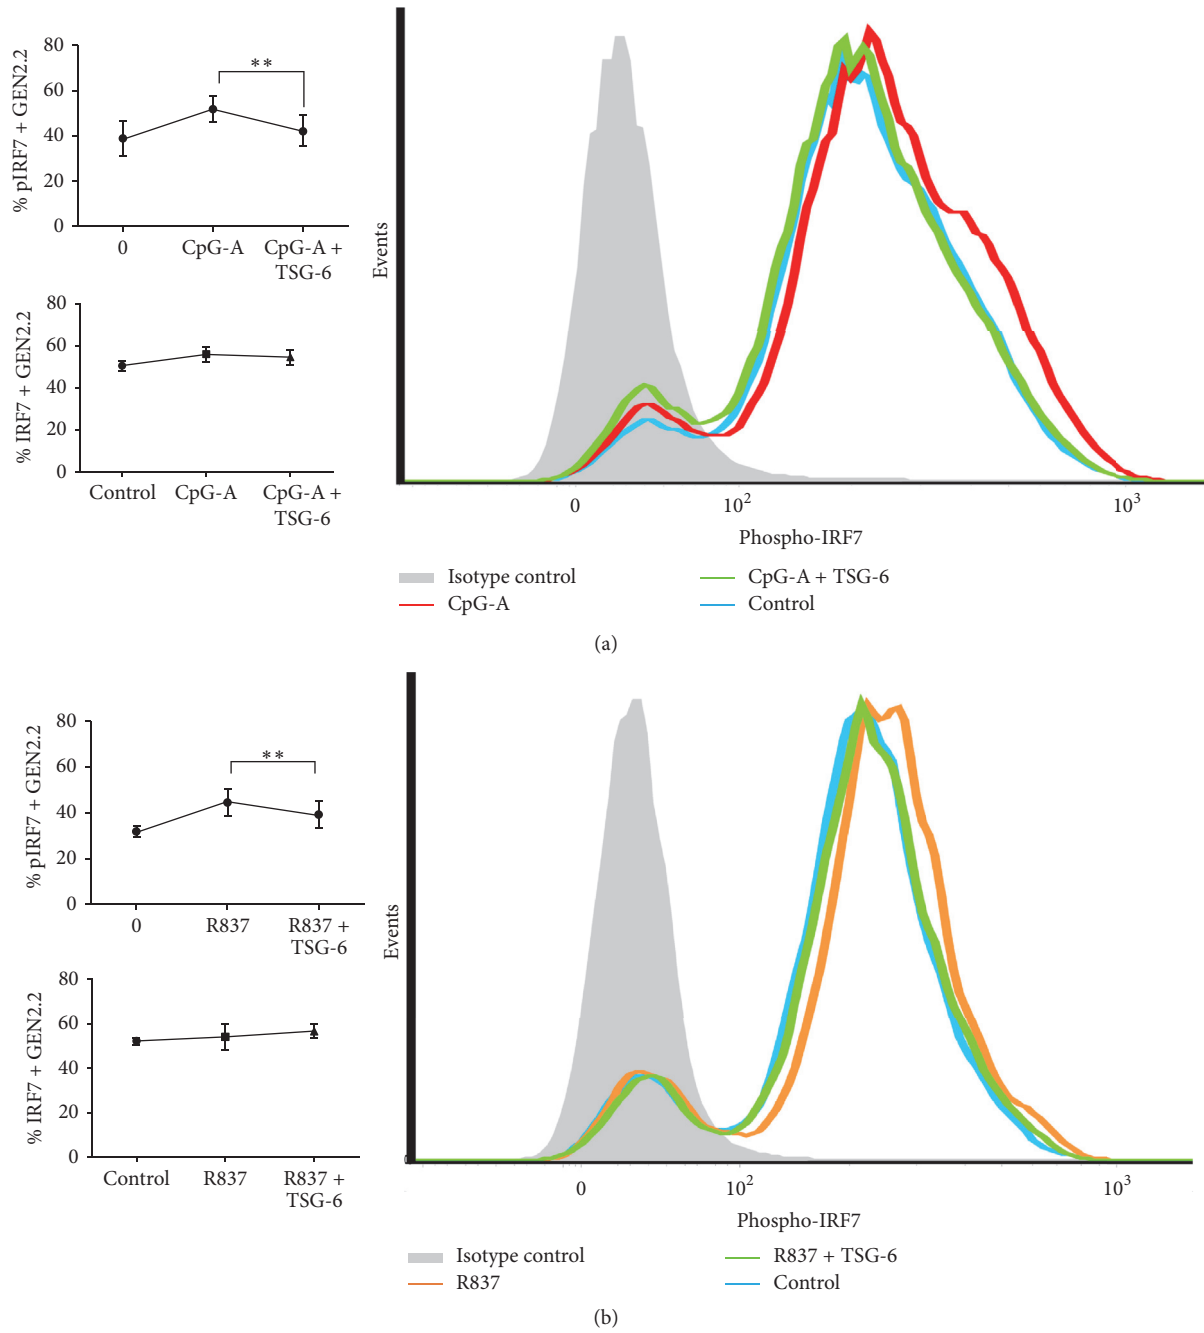 80
60
40
20
0
% pIRF7 + GEN2.2
**
0
CpG-A
CpG-A +
TSG-6
80
60
40
20
0
% IRF7 + GEN2.2
Control
CpG-A
CpG-A +
TSG-6
Events
0
10²
10³
Phospho-IRF7
Isotype control
CpG-A
CpG-A + TSG-6
Control
(a)
80
60
40
20
0
% pIRF7 + GEN2.2
**
0
R837
R837 +
TSG-6
80
60
40
20
0
% IRF7 + GEN2.2
Control
R837
R837 +
TSG-6
Events
0
0
10²
10³
Phospho-IRF7
Isotype control
R837
R837 + TSG-6
Control
(b)